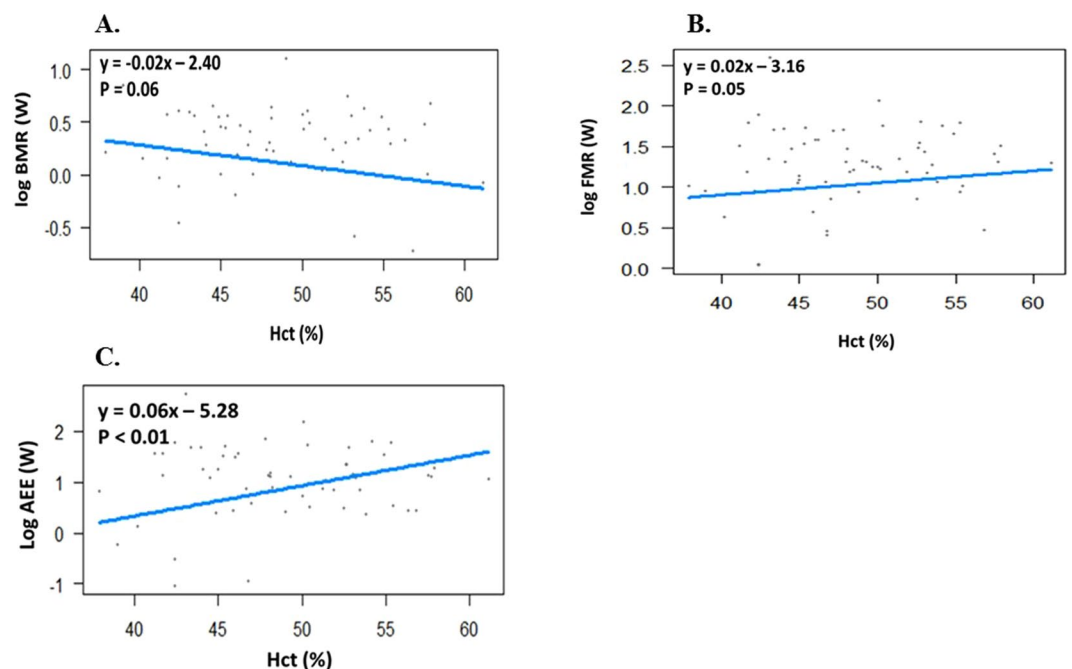 A.
y = -0.02x – 2.40
P = 0.06
log BMR (W)
1.0
0.5
0.0
-0.5
40 45 50 55 60
Hct (%)
B.
y = 0.02x – 3.16
P = 0.05
log FMR (W)
2.5
2.0
1.5
1.0
0.5
0.0
40 45 50 55 60
Hct (%)
C.
y = 0.06x – 5.28
P < 0.01
Log AEE (W)
2
1
0
-1
40 45 50 55 60
Hct (%)